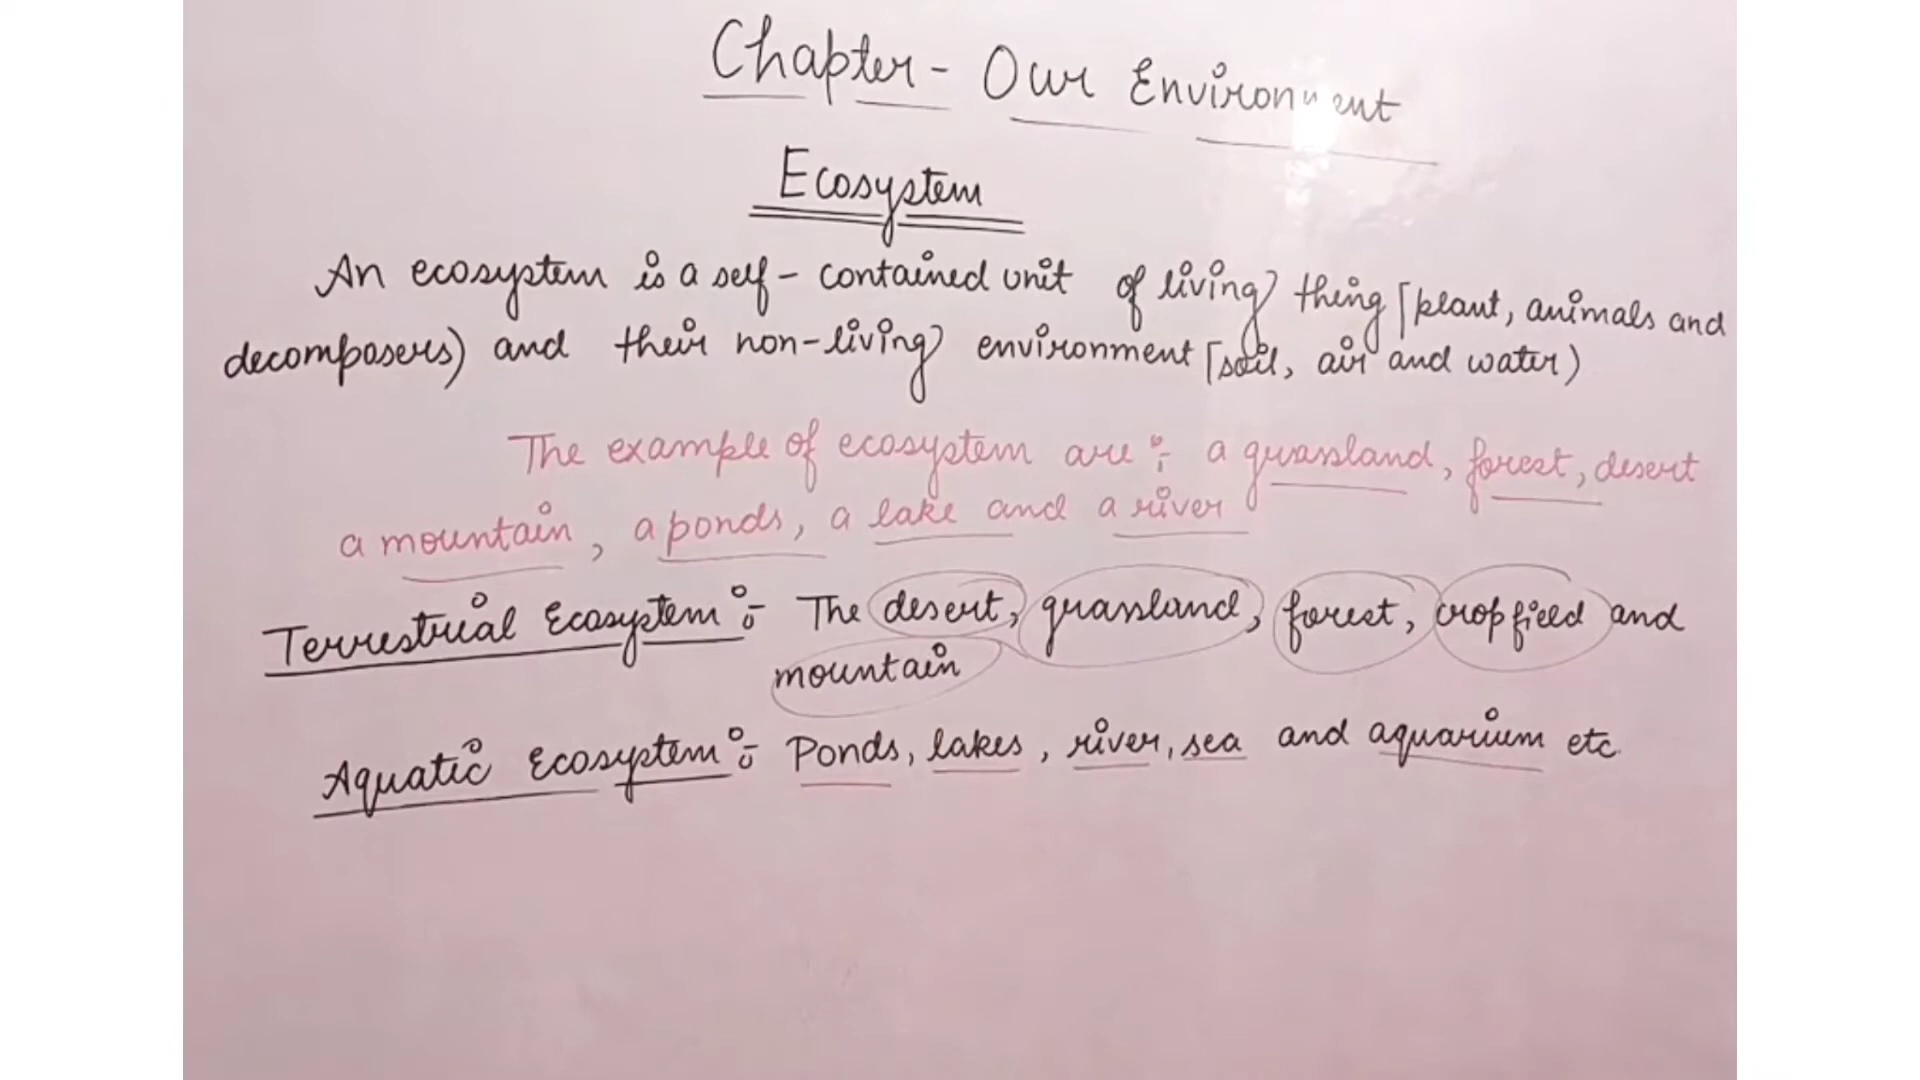 Chapter - Our Environment
Ecosystem
An ecosystem is a self - contained unit of living thing [plant, animals and
decomposers) and their non-living environment [soil, air and water)
The example of ecosystem are :- a grassland, forest, desert
a mountain, a ponds, a lake and a river
Terrestrial Ecosystem :- The desert, grassland, forest, crop field and
mountain
Aquatic Ecosystem :- Ponds, lakes, river, sea and aquarium etc.